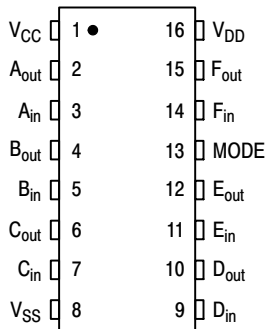 VCC 1 16 VDD
Aout 2 15 Fout
Ain 3 14 Fin
Bout 4 13 MODE
Bin 5 12 Eout
Cout 6 11 Ein
Cin 7 10 Dout
VSS 8 9 Din